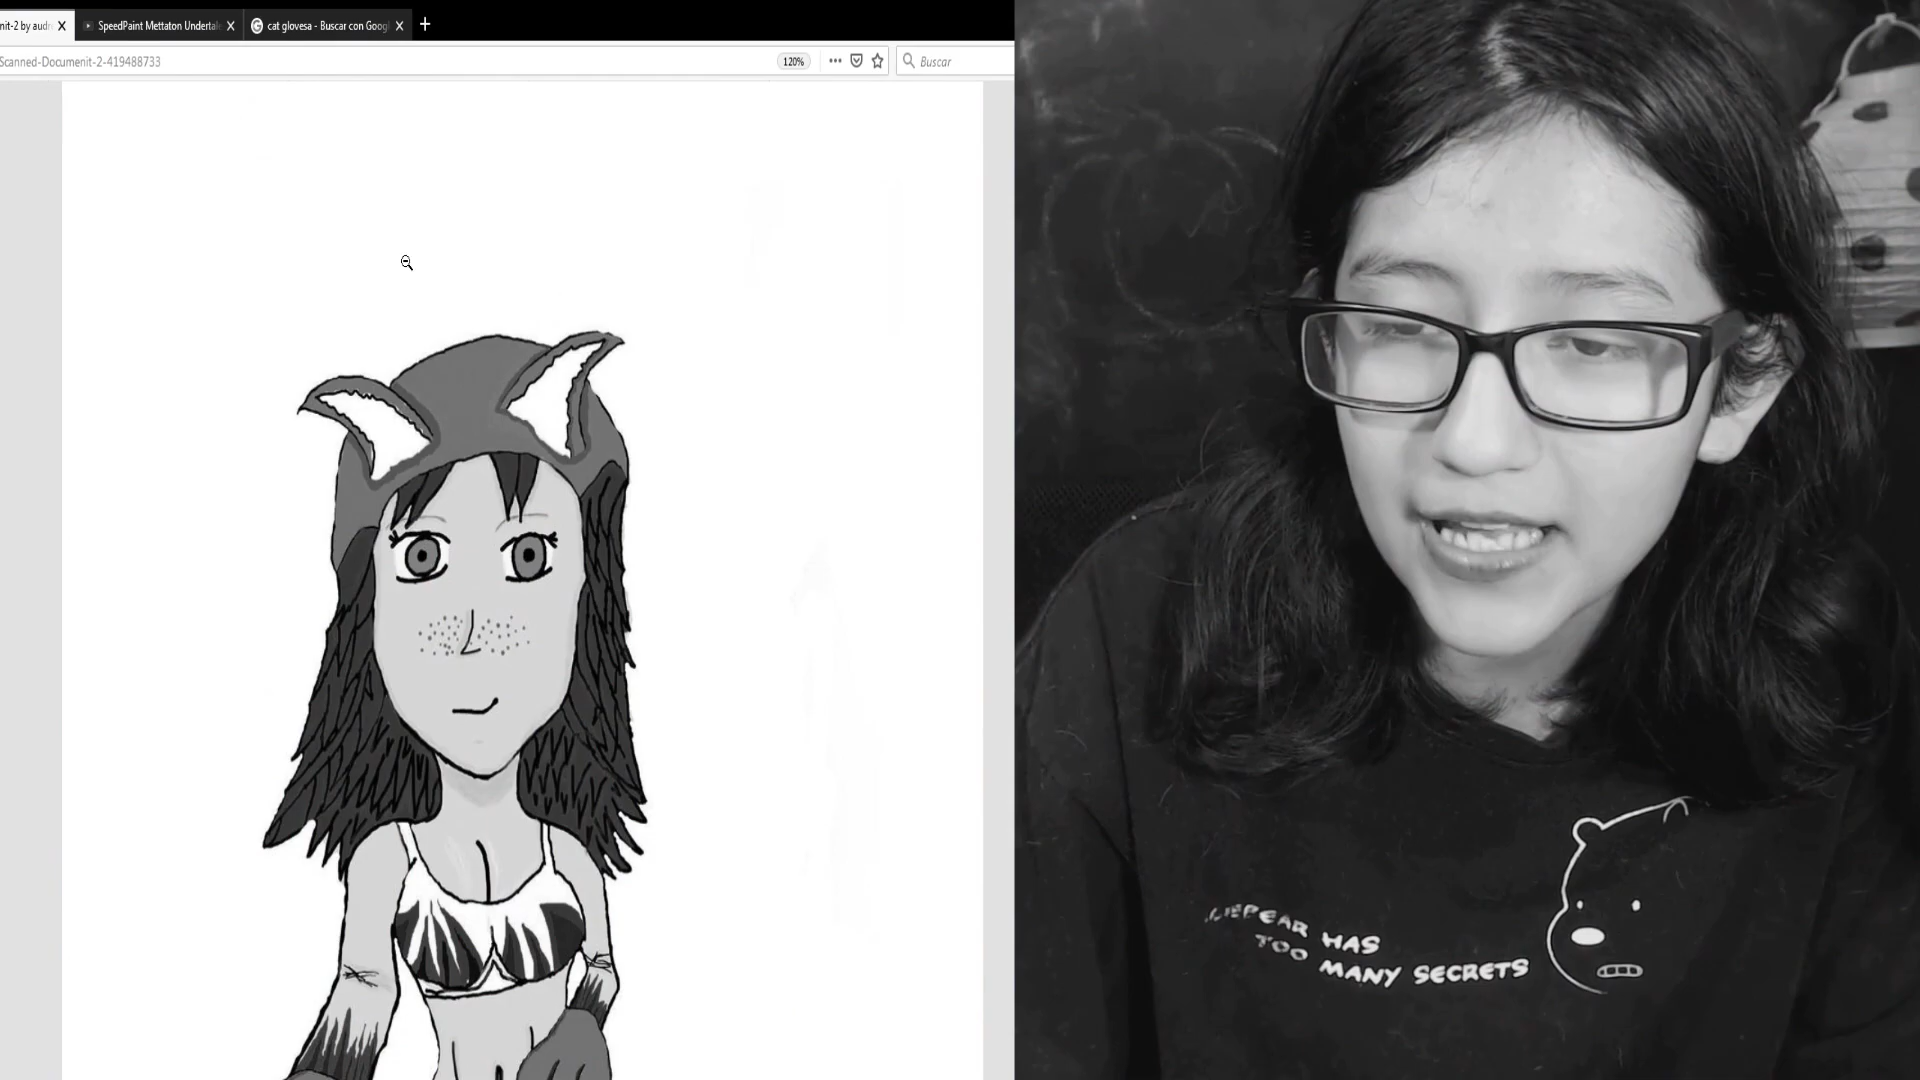 nit-2 by aud
SpeedPaint Mettaton Undertal
cat glovesa - Buscar con Goog
Scanned-Documenit-2-419488733
120%
Buscar
HAS
TOO
MANY SECRETS